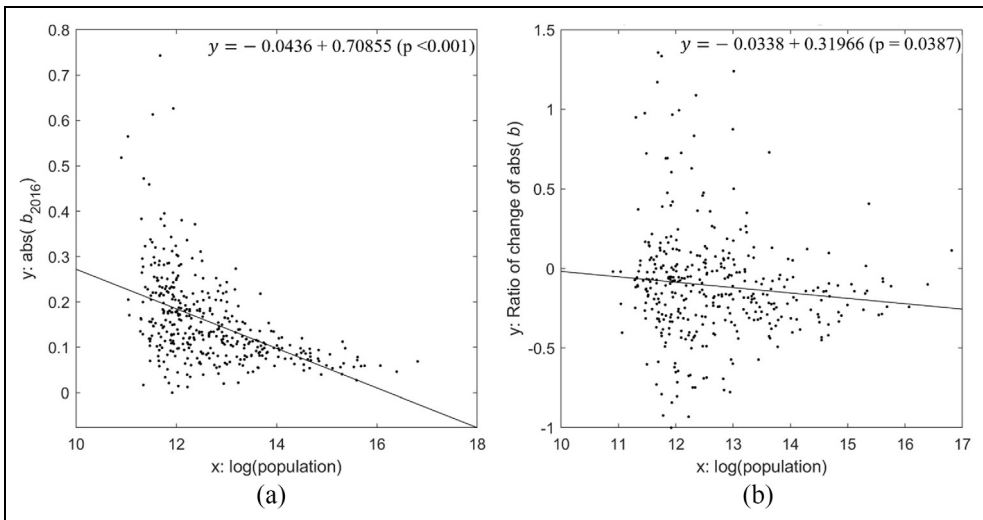 y = − 0.0436 + 0.70855 (p <0.001)
0.8
0.7
0.6
0.5
0.4
0.3
0.2
0.1
0
y: abs( b2016)
10 12 14 16 18
x: log(population)
(a)
y = − 0.0338 + 0.31966 (p = 0.0387)
1.5
1
0.5
0
-0.5
-1
y: Ratio of change of abs( b)
10 11 12 13 14 15 16 17
x: log(population)
(b)